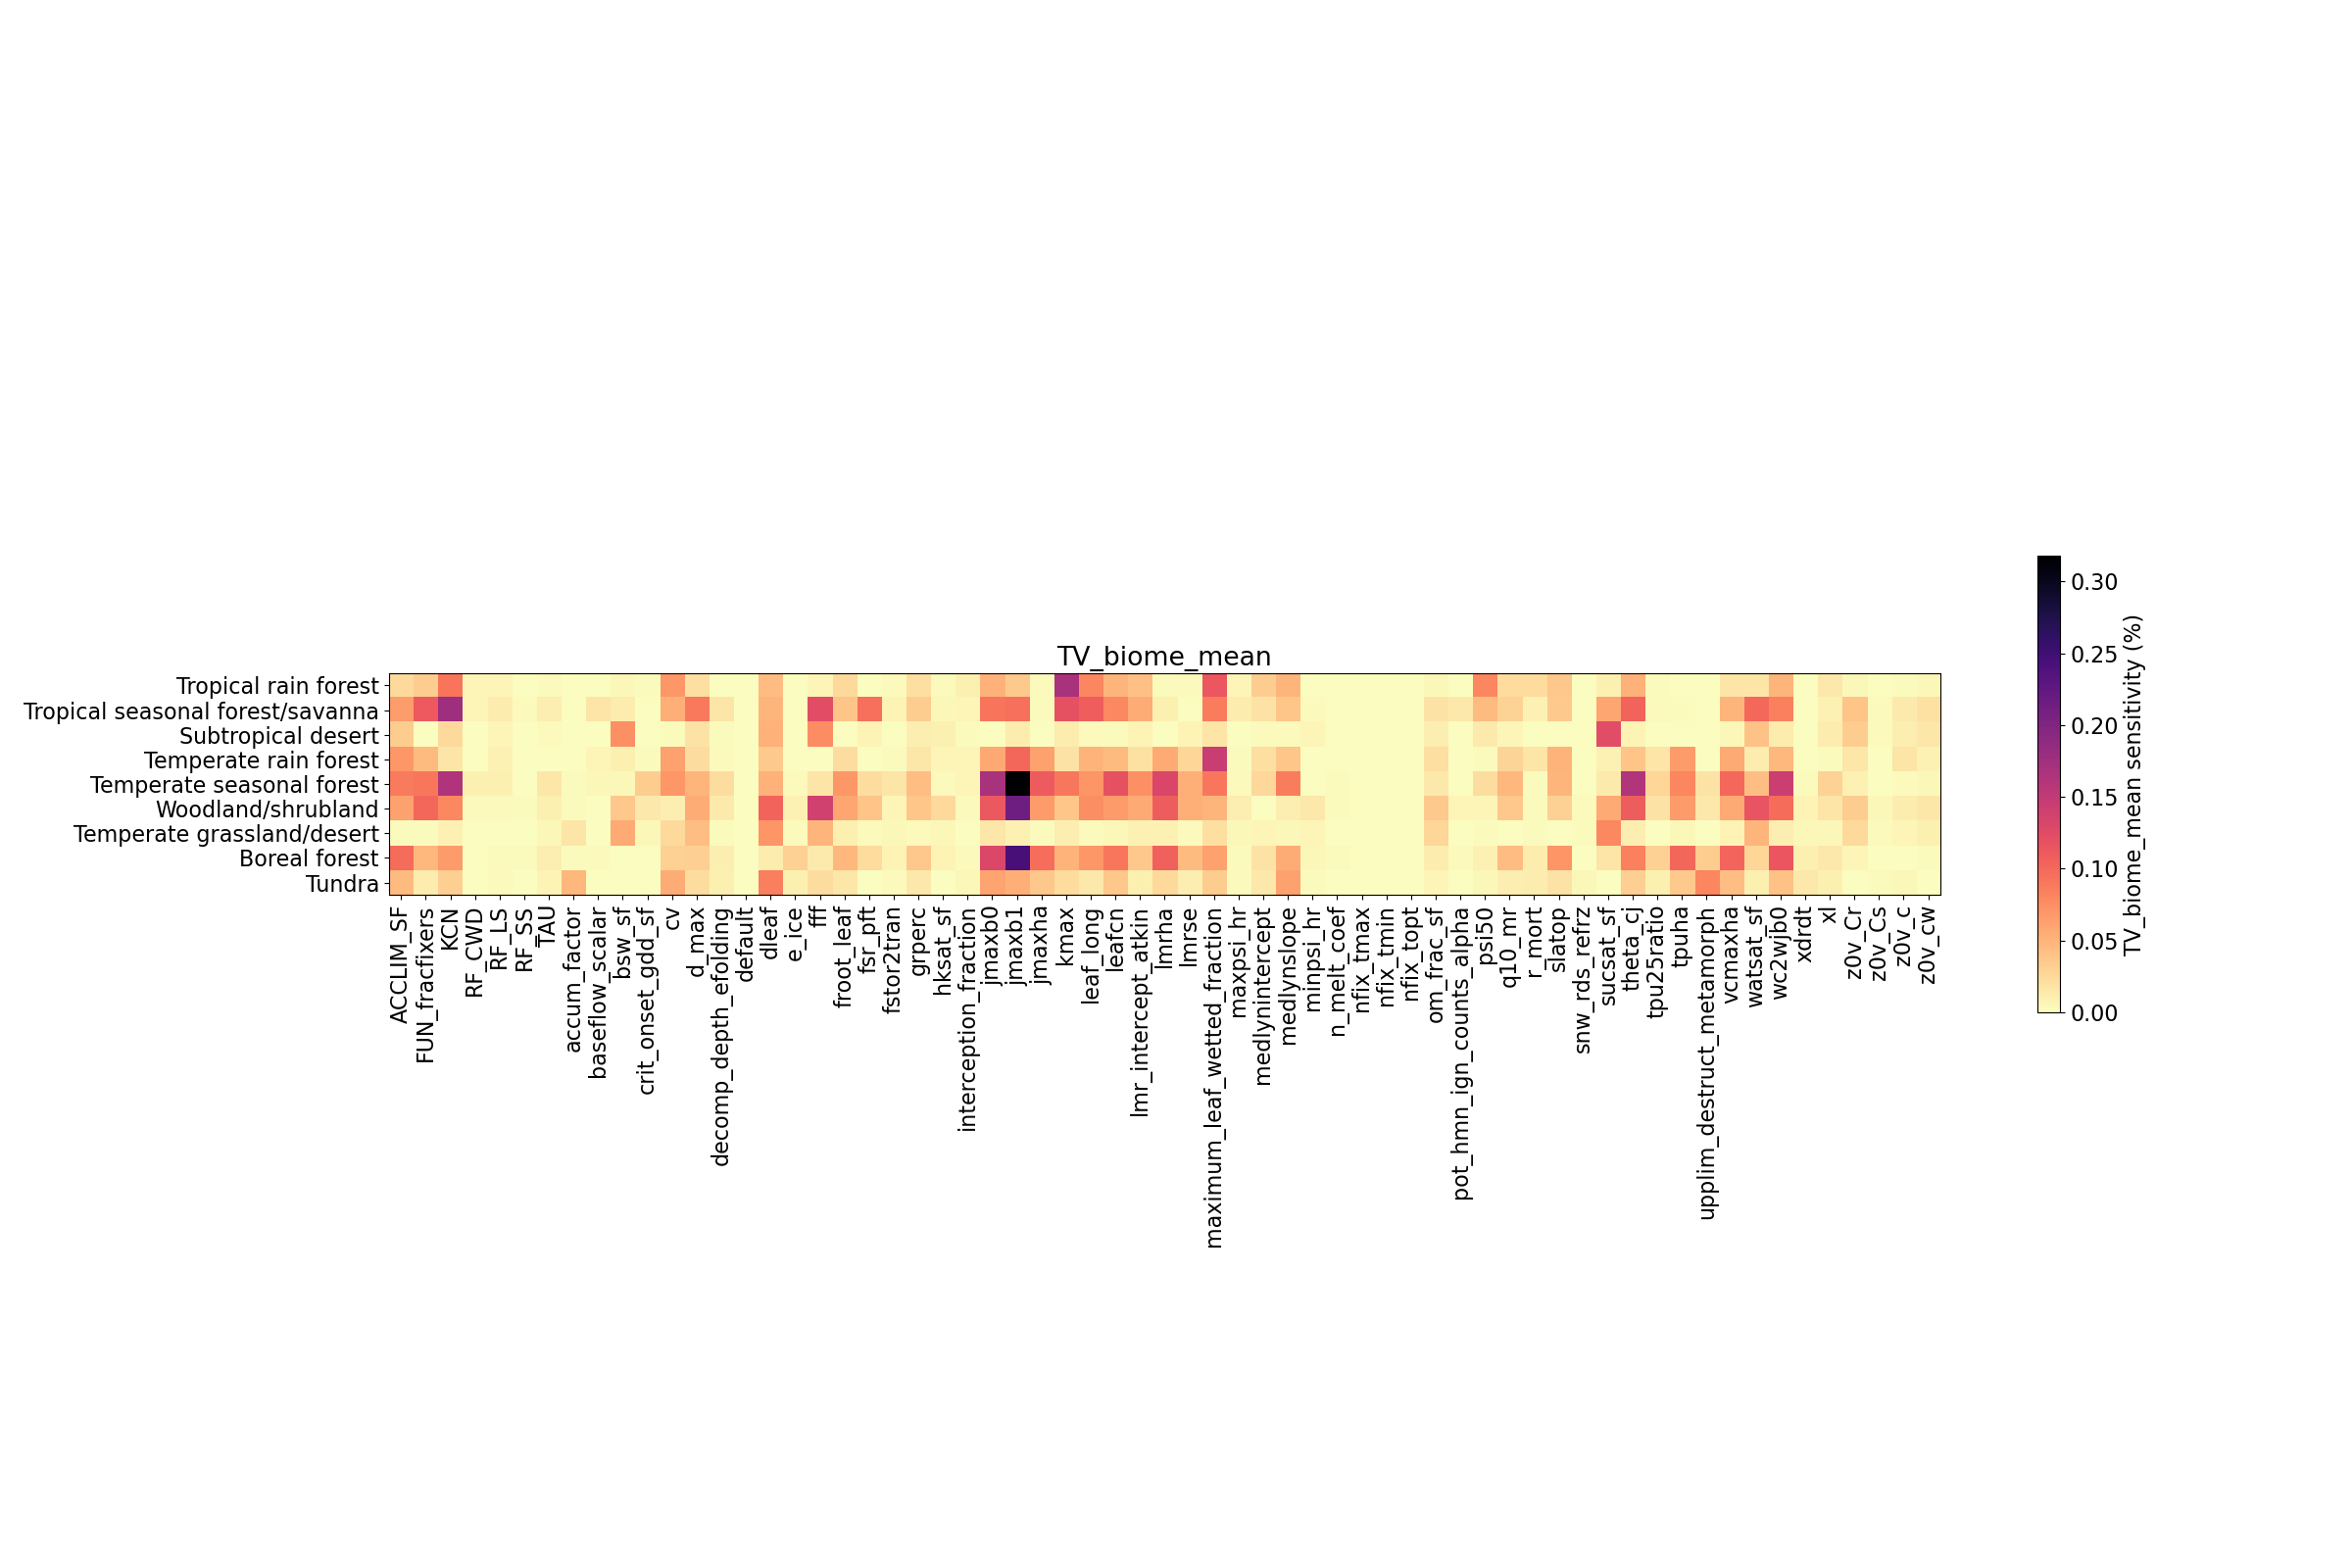 TV_biome_mean
Tropical rain forest
Tropical seasonal forest/savanna
Subtropical desert
Temperate rain forest
Temperate seasonal forest
Woodland/shrubland
Temperate grassland/desert
Boreal forest
Tundra
ACCLIM_SF
FUN_fracfixers
KCN
RF_CWD
RF_LS
RF_SS
TAU
accum_factor
baseflow_scalar
bsw_sf
crit_onset_gdd_sf
cv
d_max
decomp_depth_efolding
default
dleaf
e_ice
fff
froot_leaf
fsr_pft
fstor2tran
grperc
hksat_sf
interception_fraction
jmaxb0
jmaxb1
jmaxha
kmax
leaf_long
leafcn
lmr_intercept_atkin
lmrha
lmrse
maximum_leaf_wetted_fraction
maxpsi_hr
medlynintercept
medlynslope
minpsi_hr
n_melt_coef
nfix_tmax
nfix_tmin
nfix_topt
om_frac_sf
pot_hmn_ign_counts_alpha
psi50
q10_mr
r_mort
slatop
snw_rds_refrz
sucsat_sf
theta_cj
tpu25ratio
tpuha
upplim_destruct_metamorph
vcmaxha
watsat_sf
wc2wjb0
xdrdt
xl
z0v_Cr
z0v_Cs
z0v_c
z0v_cw
0.30
0.25
0.20
0.15
0.10
0.05
0.00
TV_biome_mean sensitivity (%)